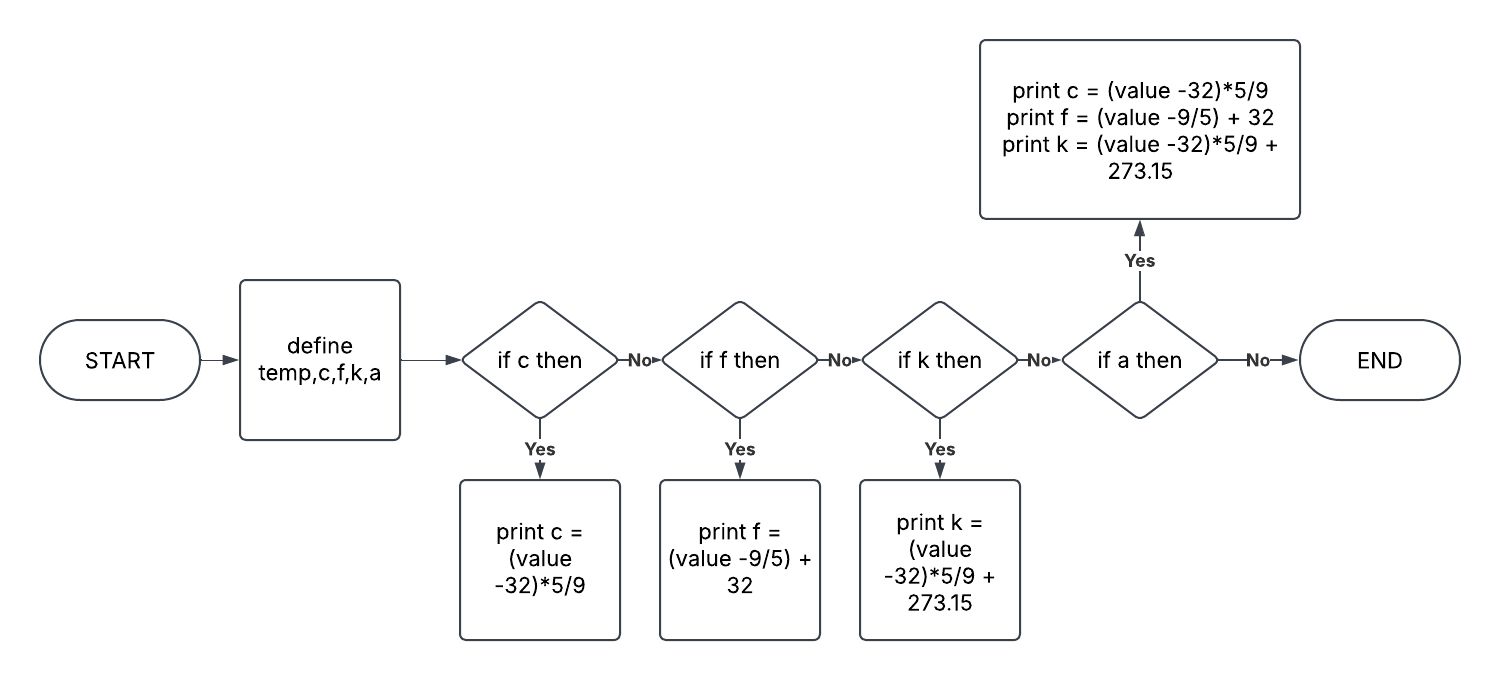 print c = (value -32)*5/9
print f = (value -9/5) + 32
print k = (value -32)*5/9 +
273.15
Yes
START
define
temp,c,f,k,a
if c then
No
if f then
No
if k then
No
if a then
No
END
Yes
Yes
Yes
print c =
(value
-32)*5/9
print f =
(value -9/5) +
32
print k =
(value
-32)*5/9 +
273.15